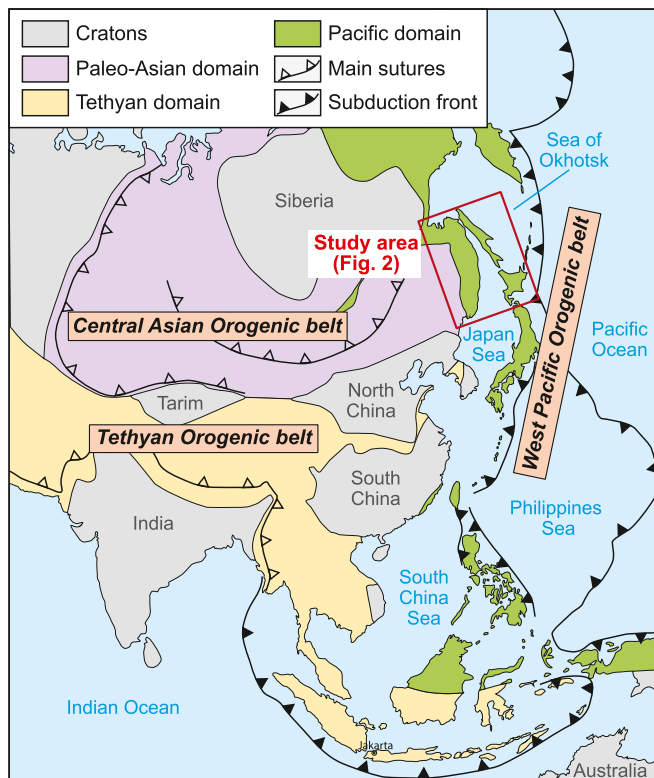 Cratons
Paleo-Asian domain
Tethyan domain
Pacific domain
Main sutures
Subduction front
Sea of
Okhotsk
Siberia
Study area
(Fig. 2)
Central Asian Orogenic belt
Japan
Sea
West Pacific Orogenic belt
Pacific
Ocean
Tarim
North
China
Tethyan Orogenic belt
South
China
India
Philippines
Sea
South
China
Sea
Indian Ocean
Jakarta
Australia